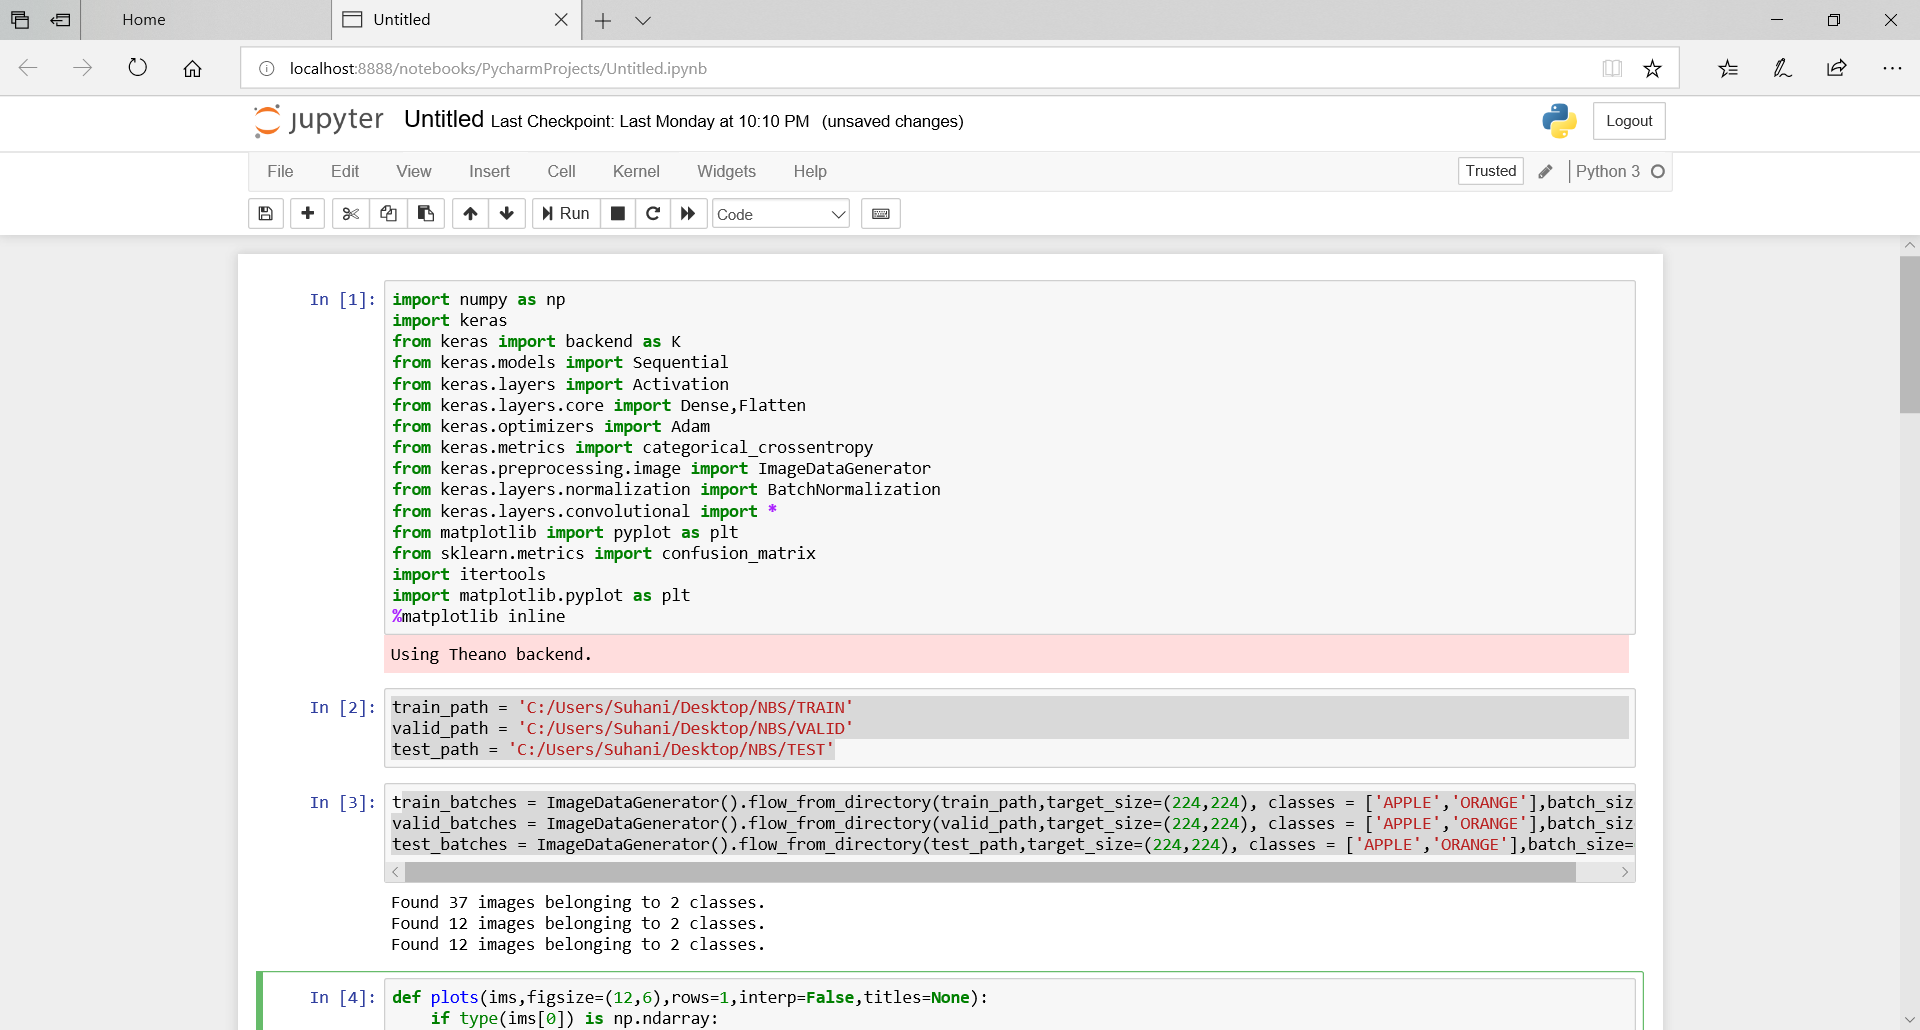 Home
Untitled
localhost:8888/notebooks/PycharmProjects/Untitled.ipynb
jupyter Untitled Last Checkpoint: Last Monday at 10:10 PM (unsaved changes)
Logout
File Edit View Insert Cell Kernel Widgets Help
Trusted Python 3
Run Code
In [1]: import numpy as np
import keras
from keras import backend as K
from keras.models import Sequential
from keras.layers import Activation
from keras.layers.core import Dense,Flatten
from keras.optimizers import Adam
from keras.metrics import categorical_crossentropy
from keras.preprocessing.image import ImageDataGenerator
from keras.layers.normalization import BatchNormalization
from keras.layers.convolutional import *
from matplotlib import pyplot as plt
from sklearn.metrics import confusion_matrix
import itertools
import matplotlib.pyplot as plt
%matplotlib inline
Using Theano backend.
In [2]: train_path = 'C:/Users/Suhani/Desktop/NBS/TRAIN'
valid_path = 'C:/Users/Suhani/Desktop/NBS/VALID'
test_path = 'C:/Users/Suhani/Desktop/NBS/TEST'
In [3]: train_batches = ImageDataGenerator().flow_from_directory(train_path,target_size=(224,224), classes = ['APPLE','ORANGE'],batch_siz
valid_batches = ImageDataGenerator().flow_from_directory(valid_path,target_size=(224,224), classes = ['APPLE','ORANGE'],batch_siz
test_batches = ImageDataGenerator().flow_from_directory(test_path,target_size=(224,224), classes = ['APPLE','ORANGE'],batch_size=
Found 37 images belonging to 2 classes.
Found 12 images belonging to 2 classes.
Found 12 images belonging to 2 classes.
In [4]: def plots(ims,figsize=(12,6),rows=1,interp=False,titles=None):
if type(ims[0]) is np.ndarray: